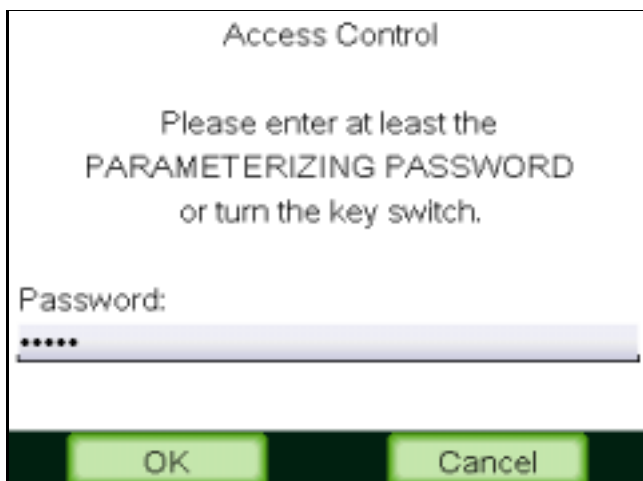 Access Control
Please enter at least the
PARAMETERIZING PASSWORD
or turn the key switch.
Password:
•••••
OK
Cancel